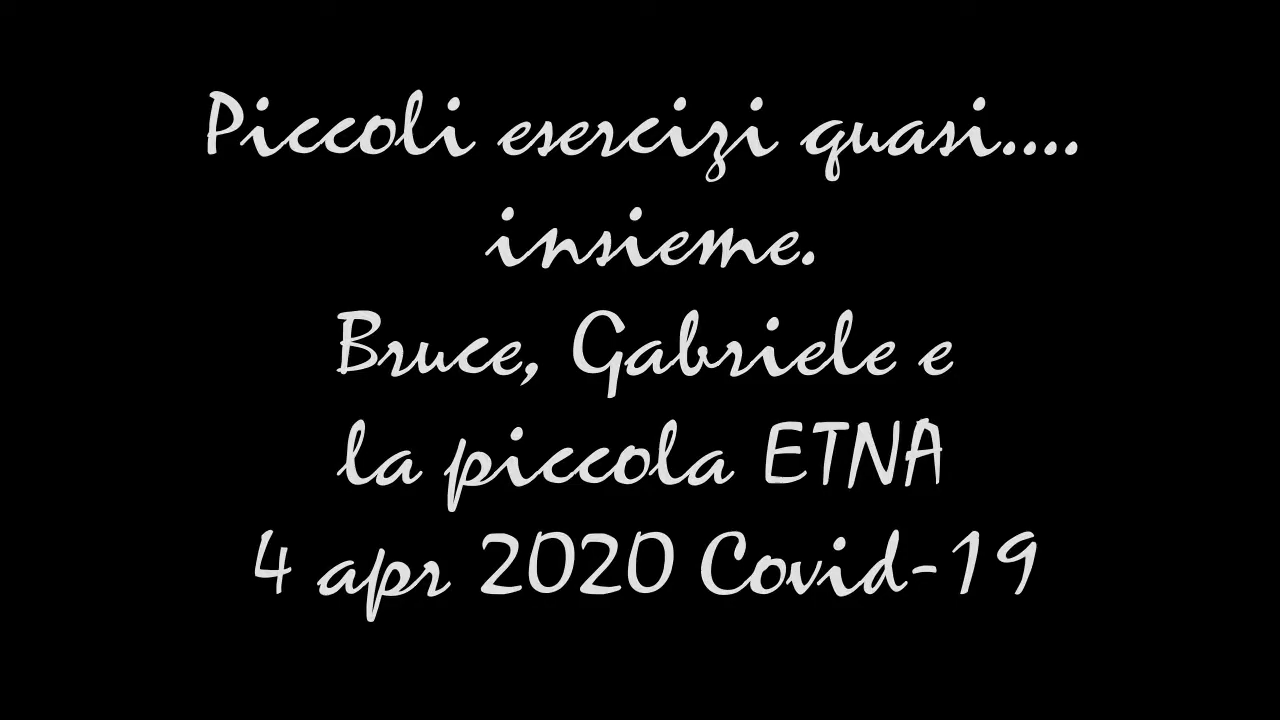 Piccoli esercizi quasi....
insieme.
Bruce, Gabriele e
la piccola ETNA
4 apr 2020 Covid-19